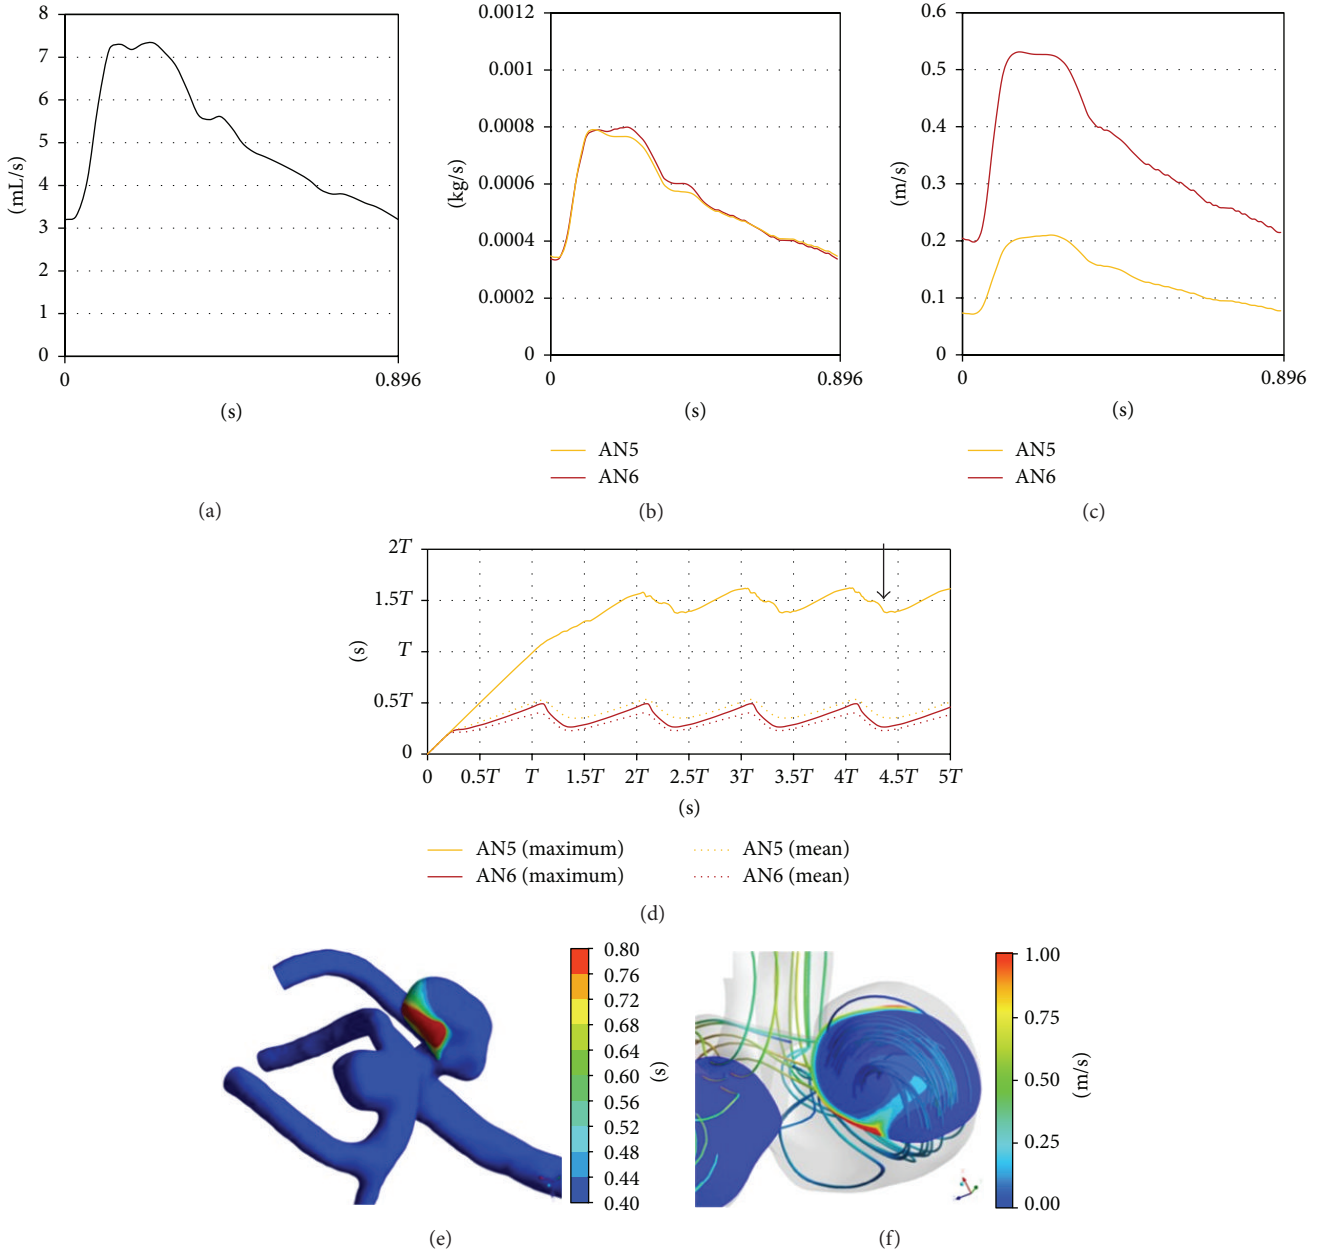 8
7
6
5
4
3
2
1
0
(mL/s)
0
0.896
(s)
(a)
0.0012
0.001
0.0008
0.0006
0.0004
0.0002
0
(kg/s)
0
0.896
(s)
AN5
AN6
(b)
0.6
0.5
0.4
0.3
0.2
0.1
0
(m/s)
0
0.896
(s)
AN5
AN6
(c)
2T
1.5T
T
0.5T
0
(s)
0 0.5T T 1.5T 2T 2.5T 3T 3.5T 4T 4.5T 5T
(s)
AN5 (maximum)
AN6 (maximum)
AN5 (mean)
AN6 (mean)
(d)
0.80
0.76
0.72
0.68
0.64
0.60
0.56
0.52
0.48
0.44
0.40
(s)
(e)
1.00
0.75
0.50
0.25
0.00
(m/s)
(f)